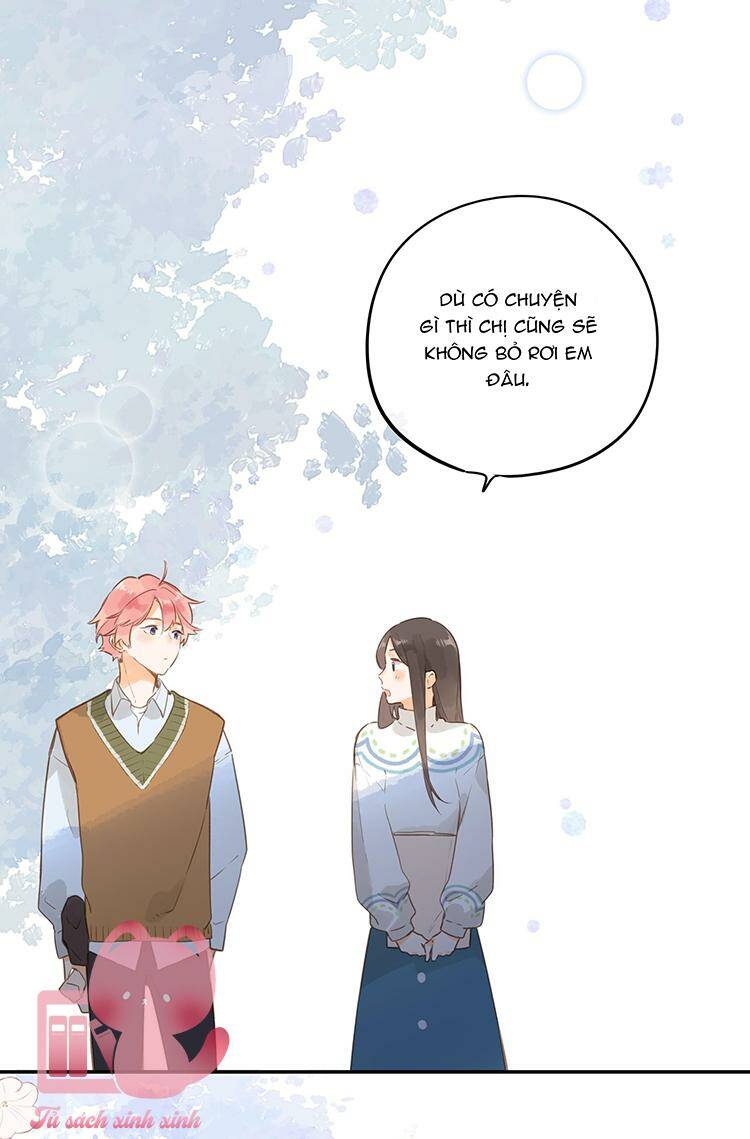 DÙ CÓ CHUYỆN
GÌ THÌ CHỊ CŨNG SẼ
KHÔNG BỎ RƠI EM
ĐÂU.
Tủ sách xinh xinh